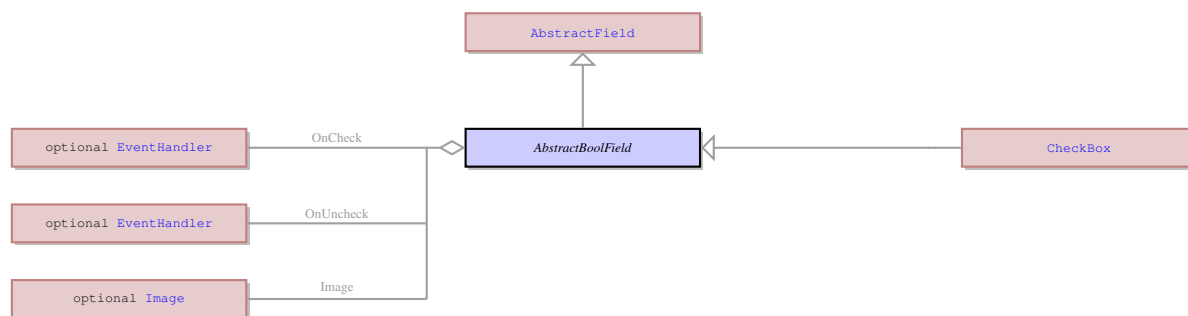 AbstractField
optional EventHandler
OnCheck
AbstractBoolField
CheckBox
optional EventHandler
OnUncheck
optional Image
Image